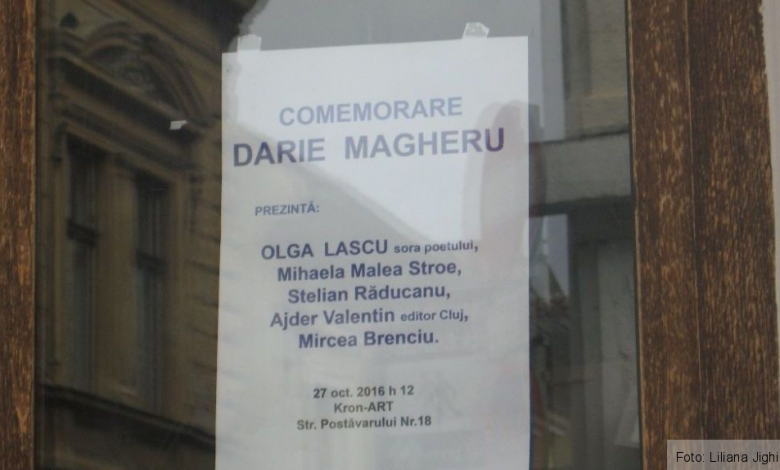 COMEMORARE
DARIE MAGHERU
PREZINTĂ:
OLGA LASCU sora poetului,
Mihaela Malea Stroe,
Stelian Răducanu,
Ajder Valentin editor Cluj,
Mircea Brenciu.
27 oct. 2016 h 12
Kron-ART
Str. Postăvarului Nr.18
Foto: Liliana Jighi